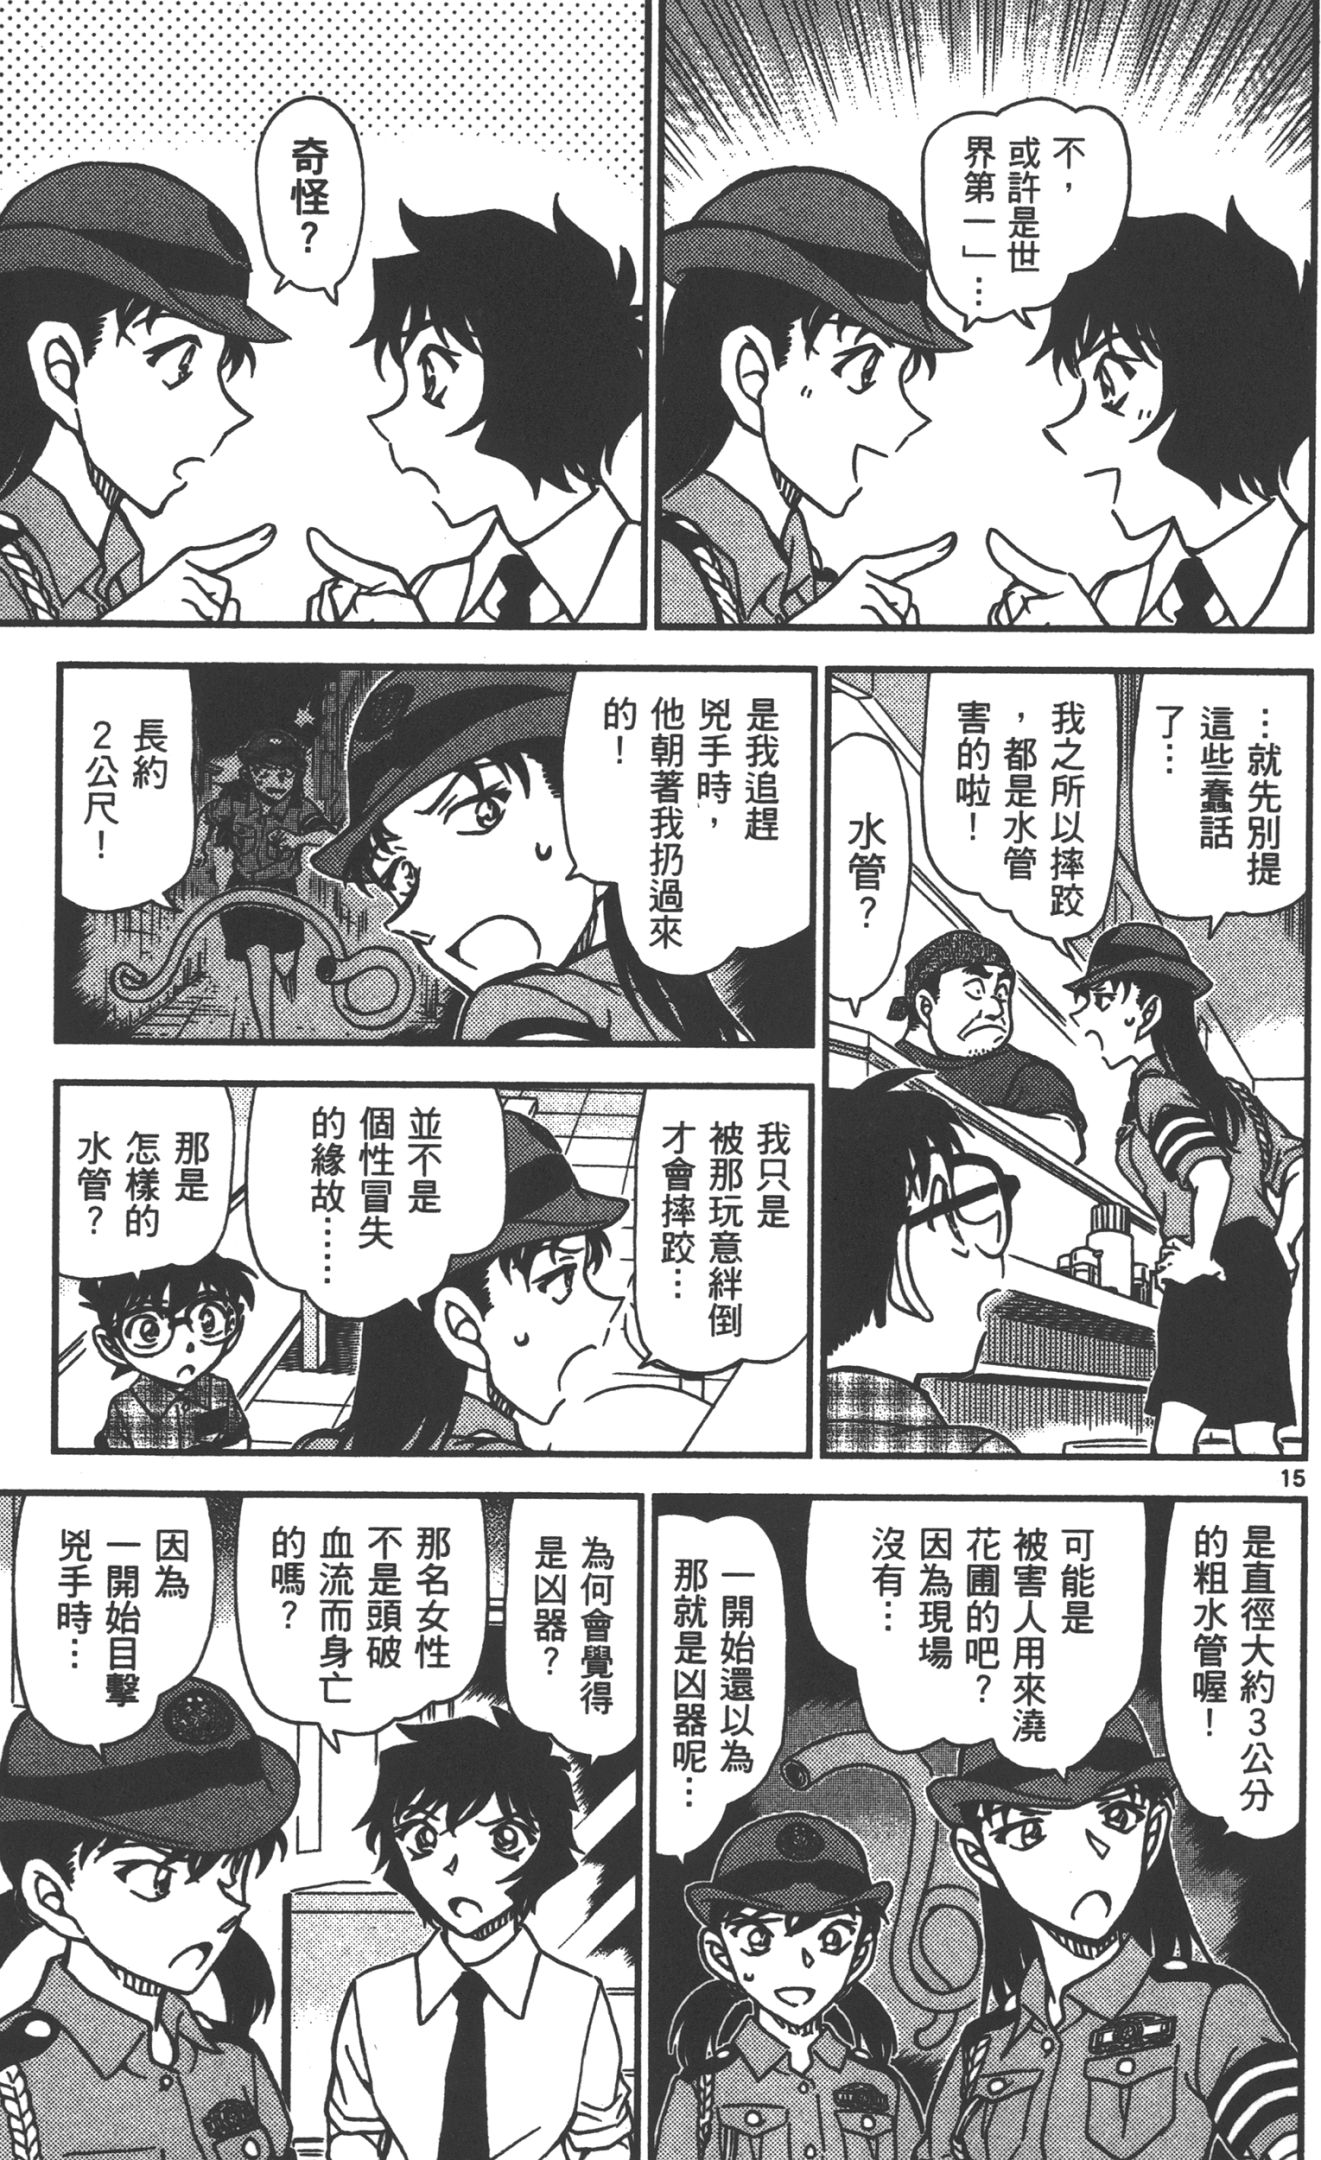 不，
或許是世
界第一」…
奇怪？
…就先別提
這些蠢話
了…
我之所以摔跤
，都是水管
害的啦！
水管？
是我追趕
兇手時，
他朝著我扔過來
的！
長約
2公尺！
我只是
被那玩意絆倒
才會摔跤…
並不是
個性冒失
的緣故……
那是
怎樣的
水管？
15
是直徑大約3公分
的粗水管喔！
可能是
被害人用來澆
花圃的吧？
因為現場
沒有…
一開始還以為
那就是凶器呢…
為何會覺得
是凶器？
那名女性
不是頭破
血流而身亡
的嗎？
因為
一開始目擊
兇手時…